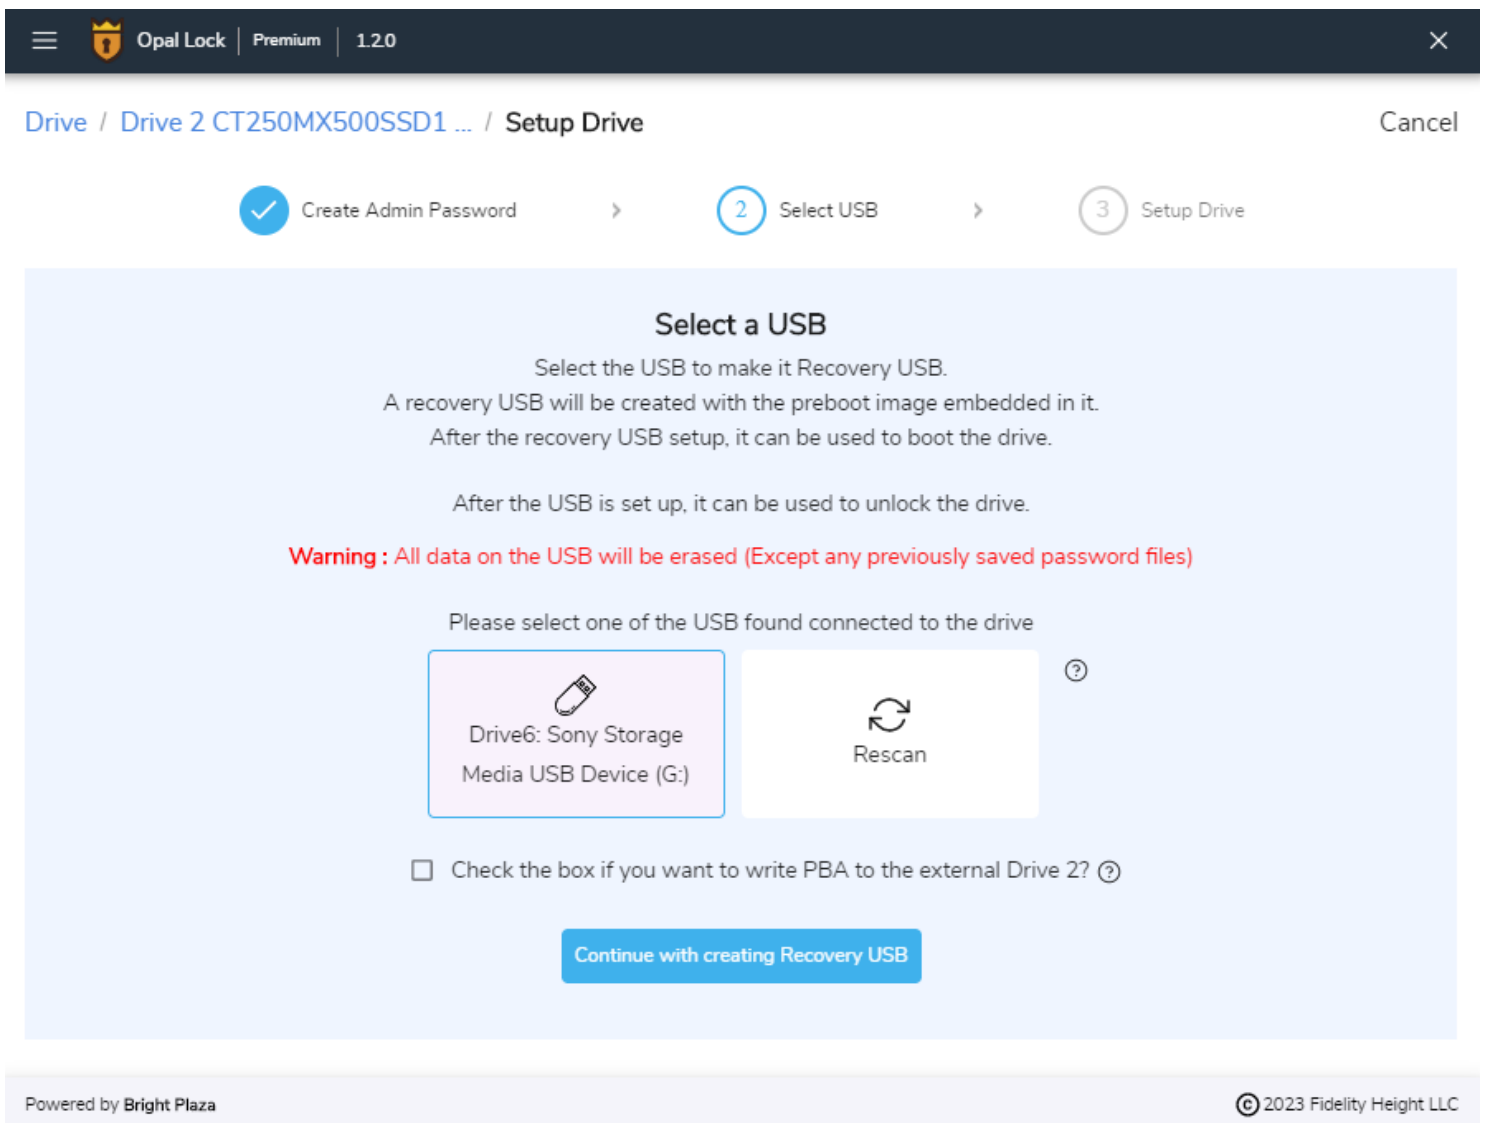 Opal Lock | Premium | 1.2.0
Drive / Drive 2 CT250MX500SSD1 ... / Setup Drive
Cancel
Create Admin Password > 2 Select USB > 3 Setup Drive
Select a USB
Select the USB to make it Recovery USB.
A recovery USB will be created with the preboot image embedded in it.
After the recovery USB setup, it can be used to boot the drive.
After the USB is set up, it can be used to unlock the drive.
Warning : All data on the USB will be erased (Except any previously saved password files)
Please select one of the USB found connected to the drive
Drive6: Sony Storage
Media USB Device (G:)
Rescan
Check the box if you want to write PBA to the external Drive 2?
Continue with creating Recovery USB
Powered by Bright Plaza
© 2023 Fidelity Height LLC